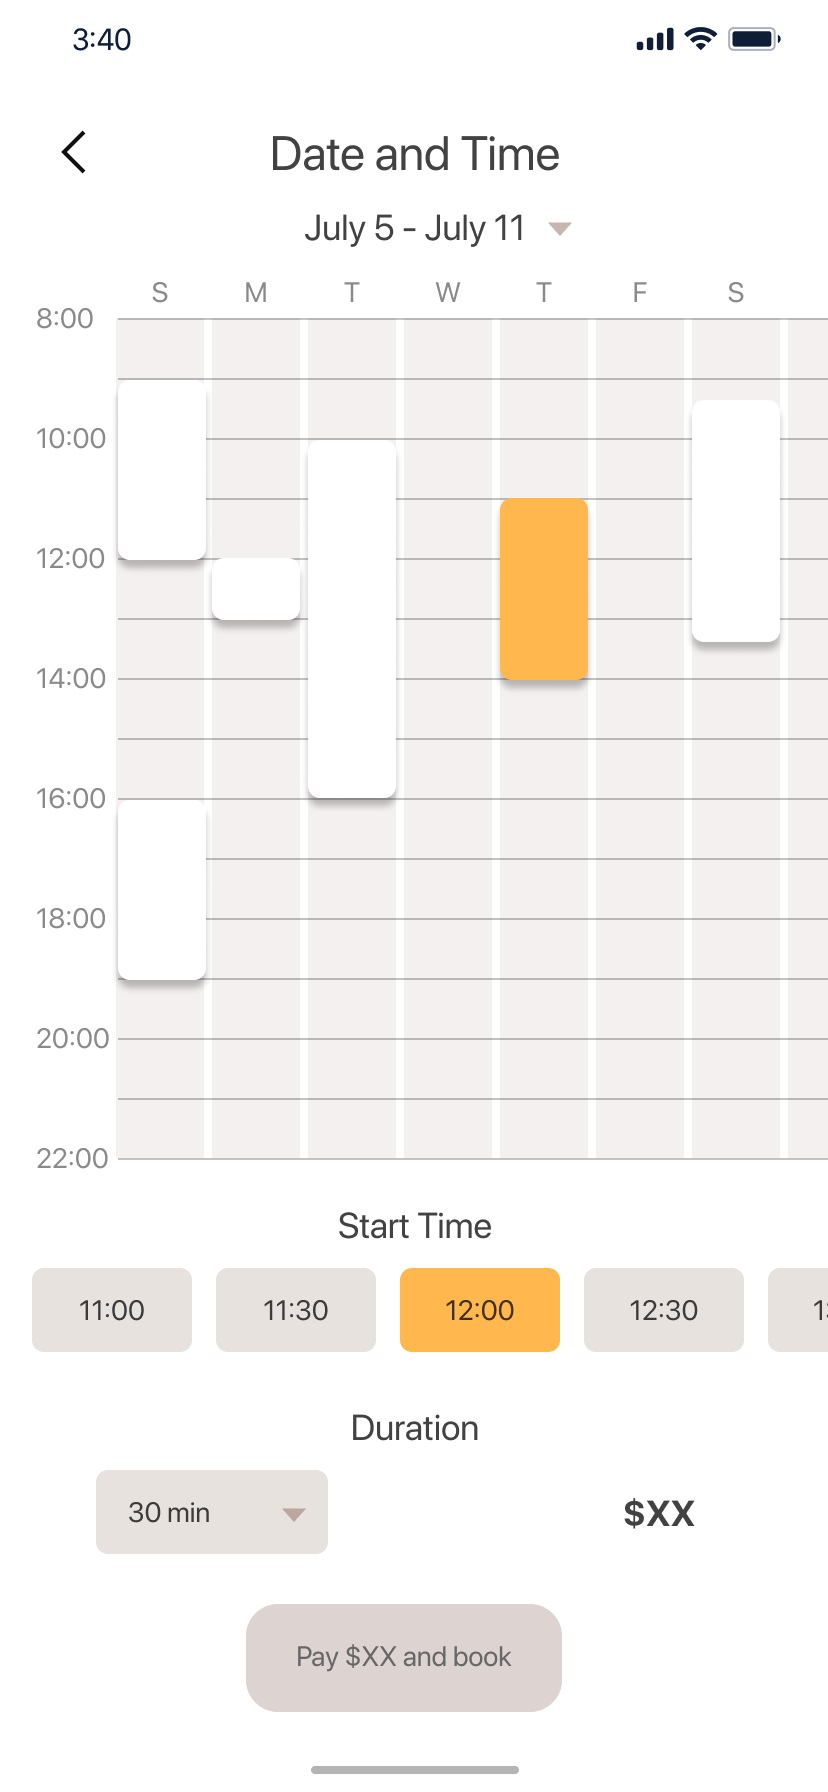 3:40
Date and Time
July 5 - July 11
S M T W T F S
8:00
10:00
12:00
14:00
16:00
18:00
20:00
22:00
Start Time
11:00 11:30 12:00 12:30
Duration
30 min $XX
Pay $XX and book